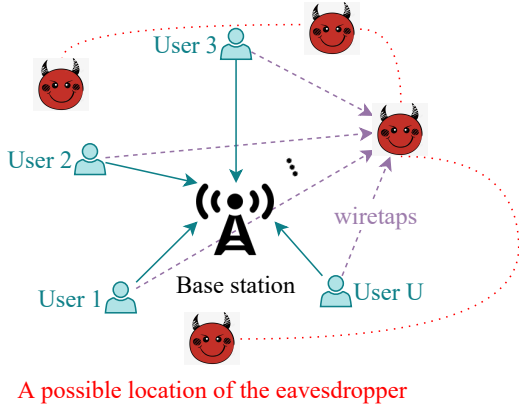 User 3
User 2
wiretaps
Base station
User 1
User U
A possible location of the eavesdropper